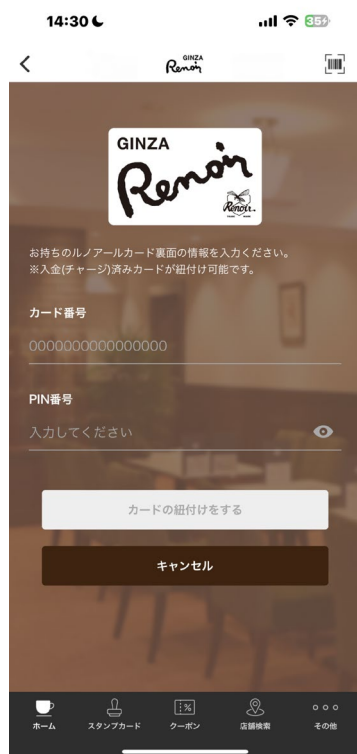 14:30
35
GINZA
Renoir
GINZA
Renoir
Renoir.
お持ちのルノアールカード裏面の情報を入力ください。
※入金(チャージ)済みカードが紐付け可能です。
カード番号
0000000000000000
PIN番号
入力してください
カードの紐付けをする
キャンセル
ホーム
スタンプカード
クーポン
店舗検索
その他